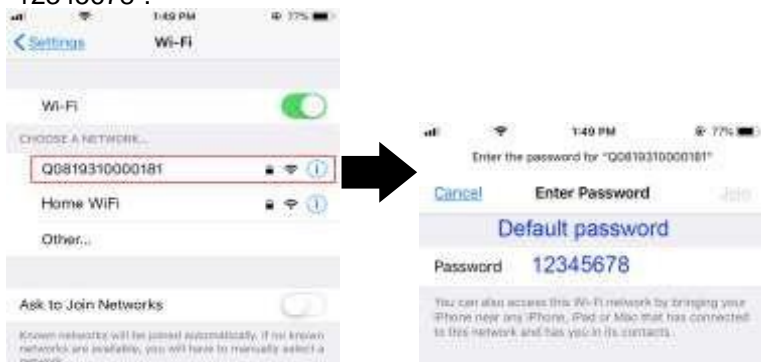 12345678".
1:49 PM
77%
Settings
Wi-Fi
Wi-Fi
CHOOSE A NETWORK...
Q0819310000181
Home WiFi
Other...
Ask to Join Networks
Known networks will be joined automatically. If no known
networks are available, you will have to manually select a
network.
1:49 PM
77%
Enter the password for "Q0819310000181"
Cancel
Enter Password
Join
Default password
Password 12345678
You can also access this Wi-Fi network by bringing your
iPhone near any iPhone, iPad or Mac that has connected
to this network and has you in its contacts.